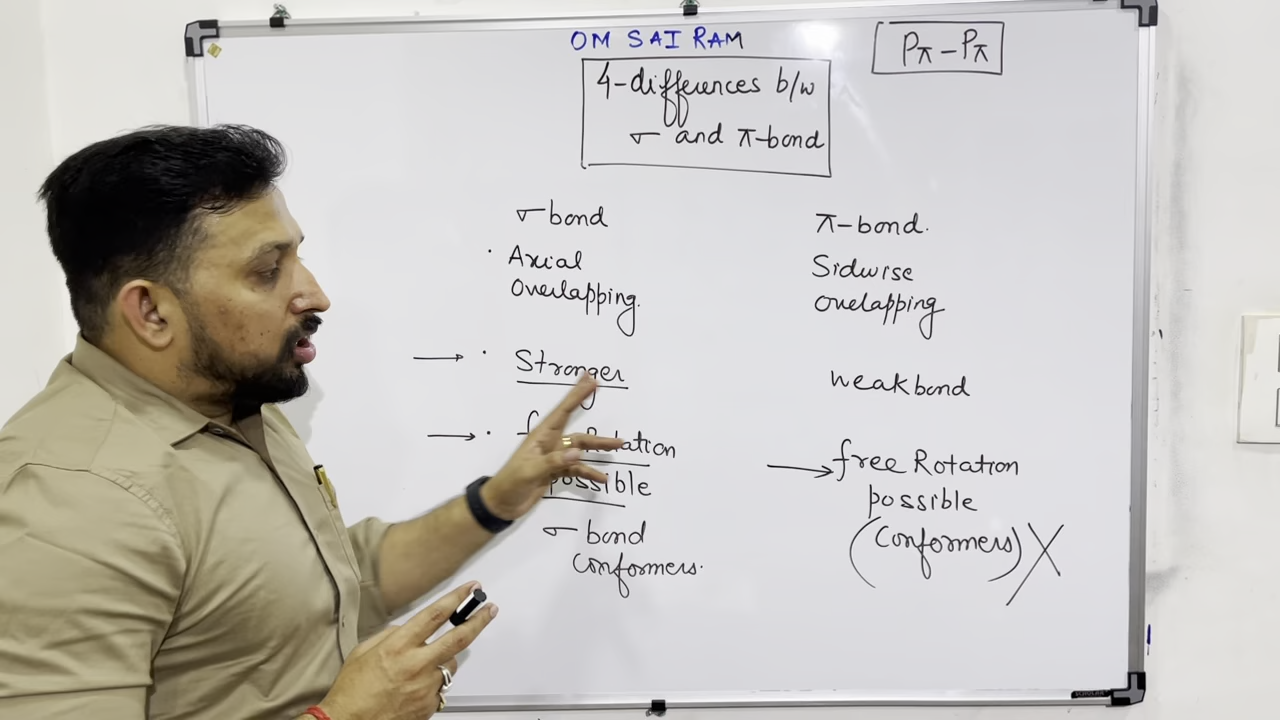 OM SAI RAM
Pπ-Pπ
4-differences b/w
σ and π-bond
σ bond
π-bond.
· Axial
Overlapping.
Sidwise
overlapping
→ · Stronger
weak bond
→ · Rotation
possible
σ bond
conformers.
→ free Rotation
possible
(Conformers) X